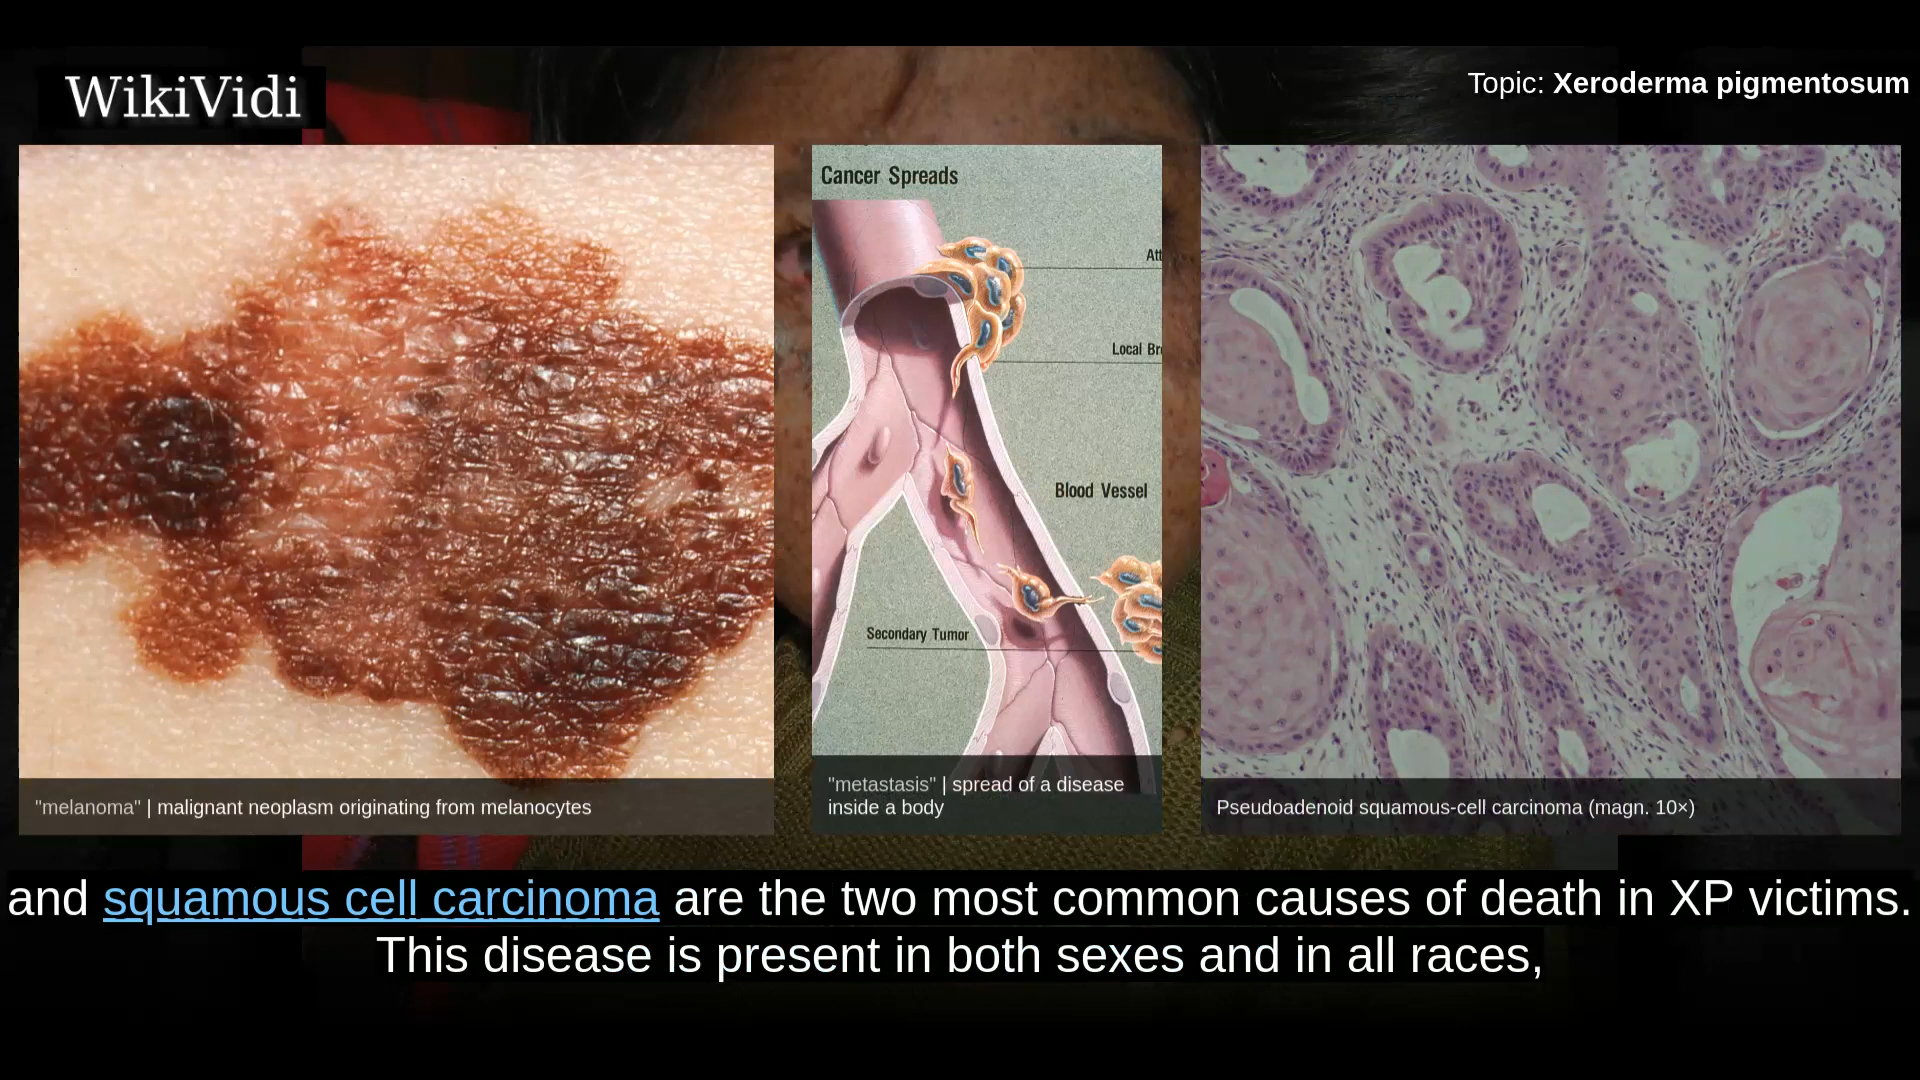 WikiVidi
Topic: Xeroderma pigmentosum
Cancer Spreads
Att
Local Br
Blood Vessel
Secondary Tumor
"melanoma" | malignant neoplasm originating from melanocytes
"metastasis" | spread of a disease
inside a body
Pseudoadenoid squamous-cell carcinoma (magn. 10×)
and squamous cell carcinoma are the two most common causes of death in XP victims.
This disease is present in both sexes and in all races,